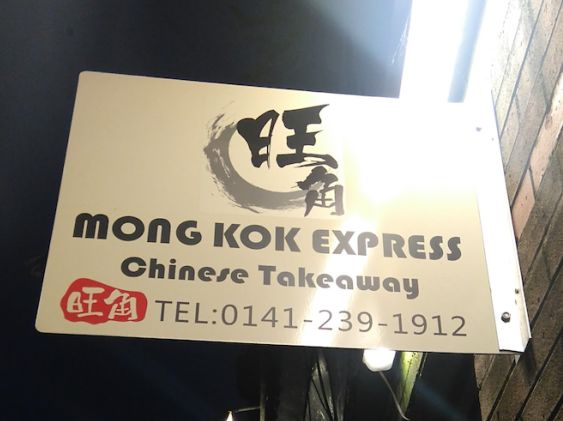 旺角
MONG KOK EXPRESS
Chinese Takeaway
旺角 TEL:0141-239-1912